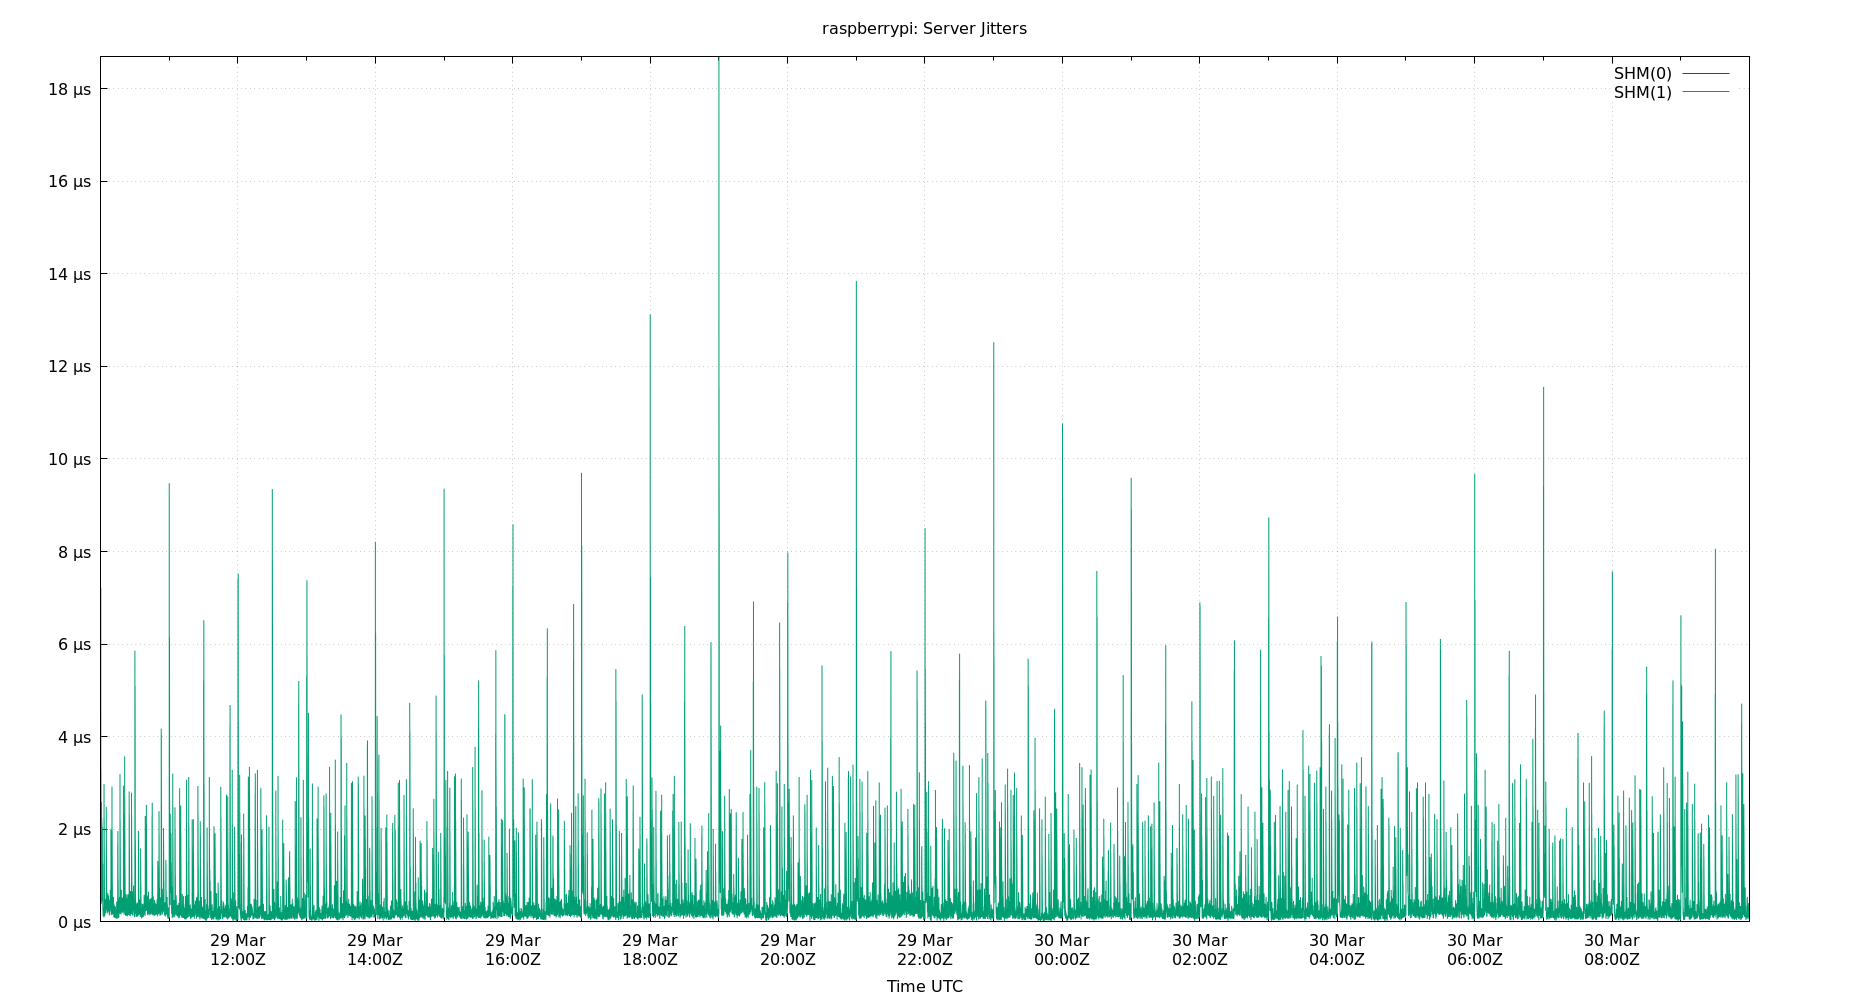 raspberrypi: Server Jitters
SHM(0)
SHM(1)
18 µs
16 µs
14 µs
12 µs
10 µs
8 µs
6 µs
4 µs
2 µs
0 µs
29 Mar 29 Mar 29 Mar 29 Mar 29 Mar 29 Mar 30 Mar 30 Mar 30 Mar 30 Mar 30 Mar
12:00Z 14:00Z 16:00Z 18:00Z 20:00Z 22:00Z 00:00Z 02:00Z 04:00Z 06:00Z 08:00Z
Time UTC